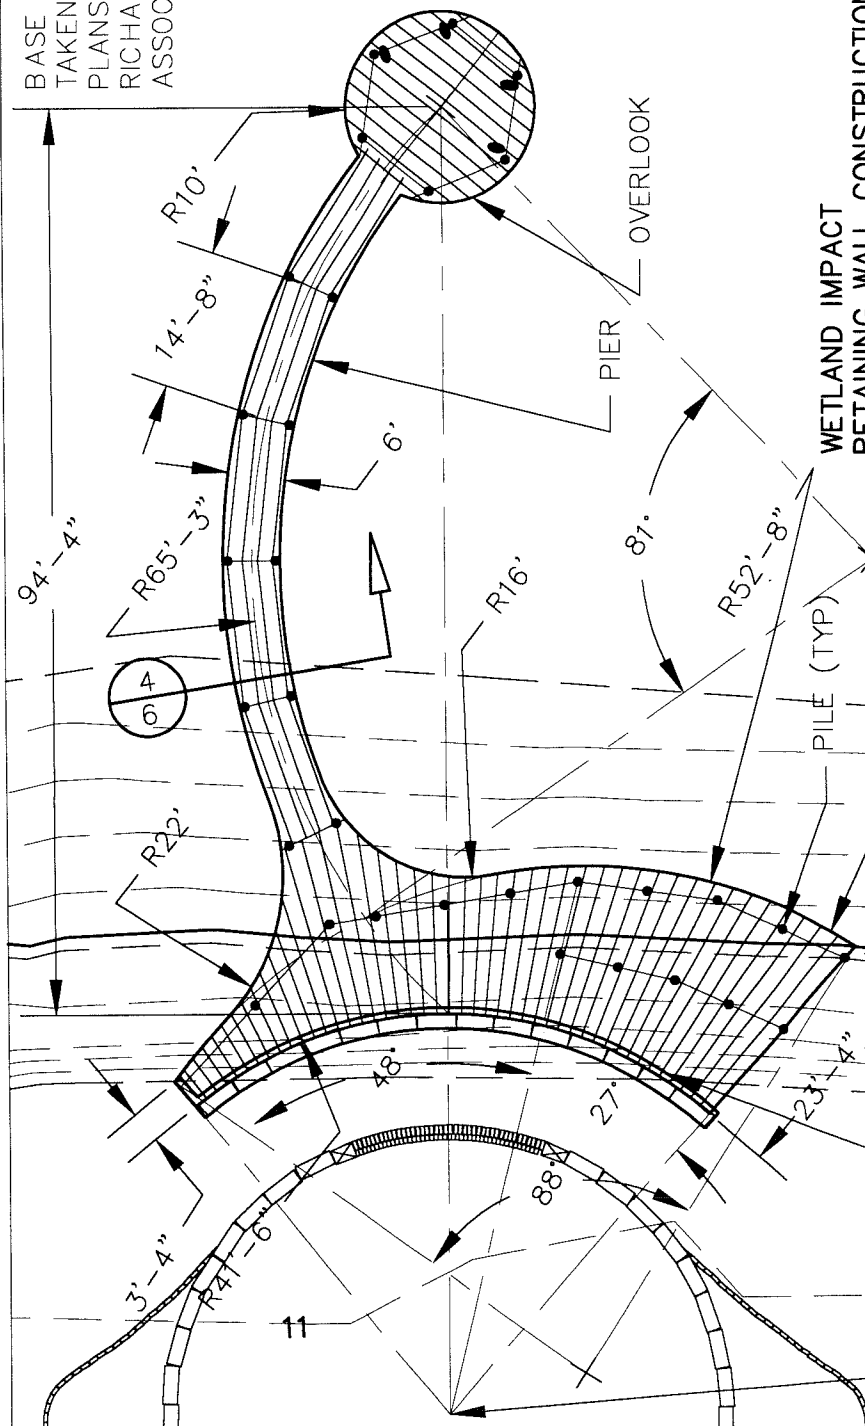 BASE
TAKEN
PLANS
RICHA
ASSOC
94'-4"
R10'
14'-8"
R65'-3"
6'
4
6
OVERLOOK
PIER
R16'
81°
R52'-8"
R22'
PILE (TYP)
WETLAND IMPACT
RETAINING WALL CONSTRUCTION
48°
27°
23'-4"
88°
3'-4"
R41'-6"
11